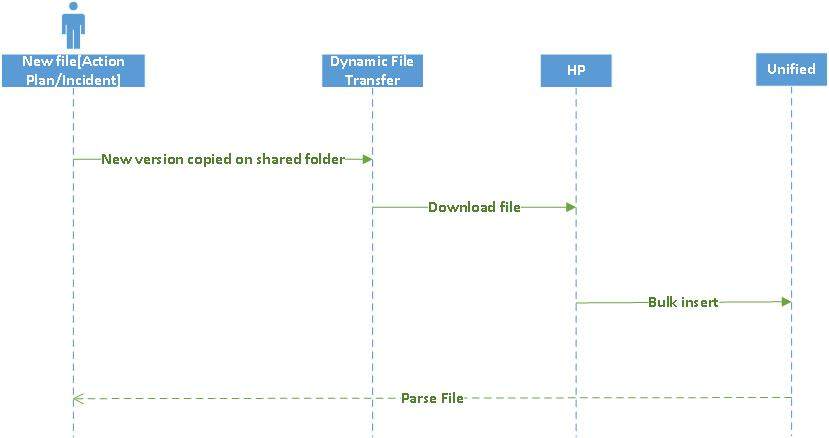 New file[Action
Plan/Incident]
Dynamic File
Transfer
HP
Unified
New version copied on shared folder
Download file
Bulk insert
Parse File